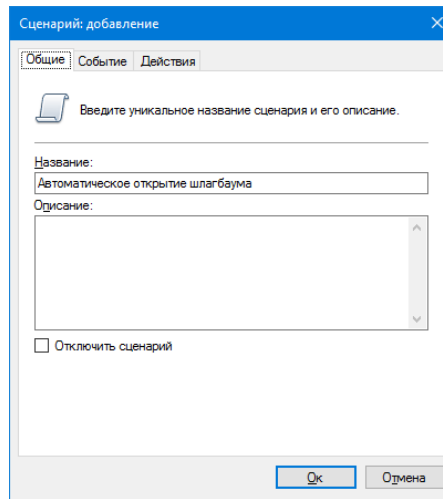 Сценарий: добавление
Общие Событие Действия
Введите уникальное название сценария и его описание.
Название:
Автоматическое открытие шлагбаума
Описание:
Отключить сценарий
Ок Отмена